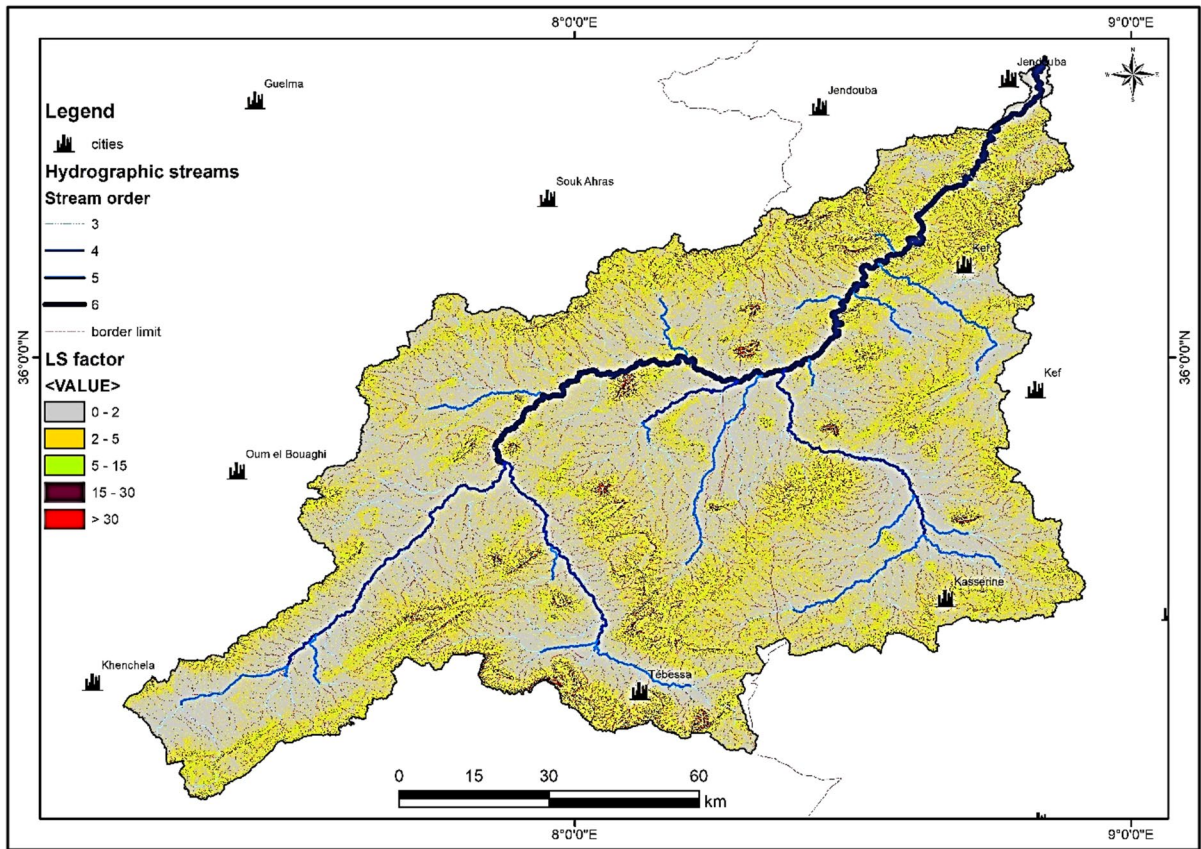 8°0'0"E
9°0'0"E
N
W
E
S
Guelma
Jendouba
Jendouba
Legend
cities
Hydrographic streams
Stream order
3
4
5
6
border limit
LS factor
<VALUE>
0 - 2
2 - 5
5 - 15
15 - 30
> 30
Souk Ahras
Kef
36°0'0"N
36°0'0"N
Kef
Oum el Bouaghi
Kasserine
Khenchela
Tébessa
0 15 30 60
km
8°0'0"E
9°0'0"E